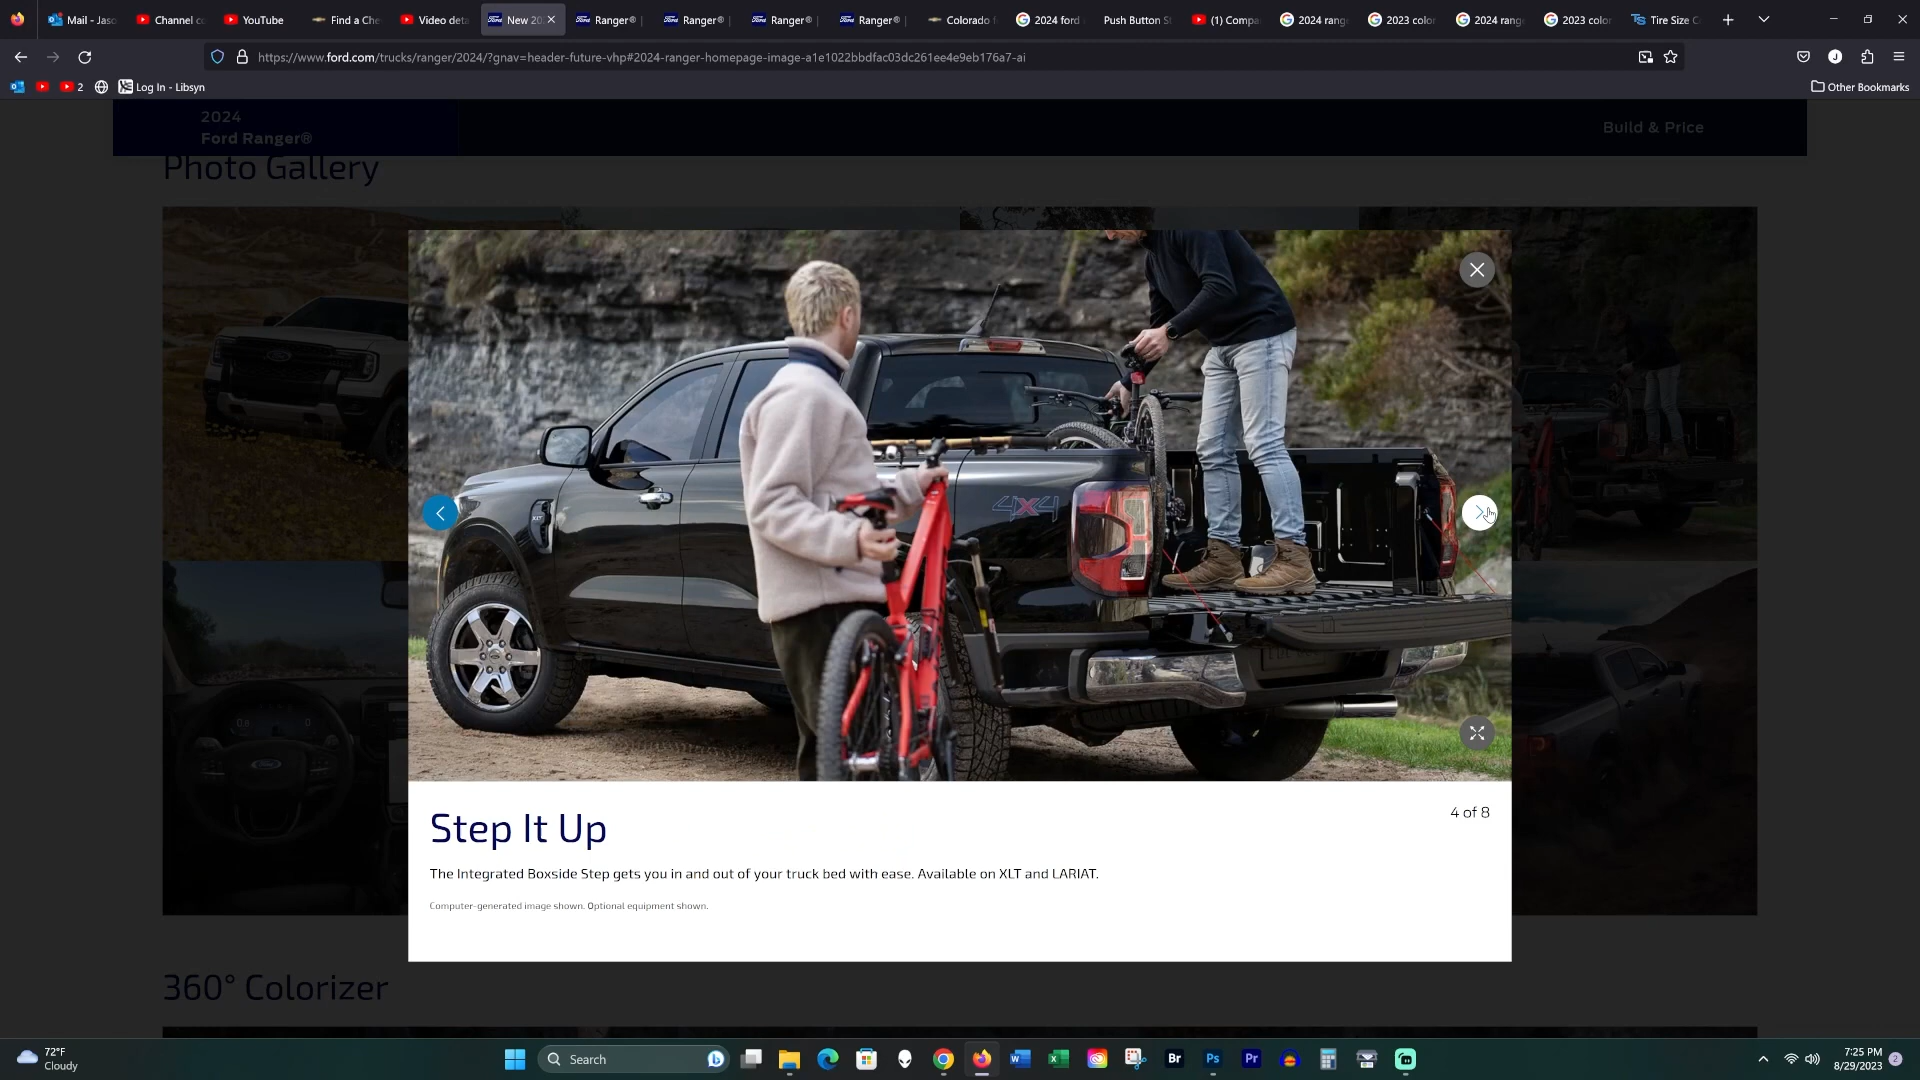 Mail - Jaso
Channel co
YouTube
Find a Che
Video deta
New 20
Ranger®
Ranger®
Ranger®
Ranger®
Colorado
2024 ford
Push Button St
(1) Compa
2024 rang
2023 color
2024 rang
2023 color
Tire Size C
https://www.ford.com/trucks/ranger/2024/?gnav=header-future-vhp#2024-ranger-homepage-image-a1e1022bbdfac03dc261ee4e9eb176a7-ai
2
Log In - Libsyn
Other Bookmarks
2024
Ford Ranger®
Build & Price
Photo Gallery
4X4
XLT
Step It Up
4 of 8
The Integrated Boxside Step gets you in and out of your truck bed with ease. Available on XLT and LARIAT.
Computer-generated image shown. Optional equipment shown.
360° Colorizer
72°F
Cloudy
Search
Br
Ps
Pr
7:25 PM
8/29/2023
2